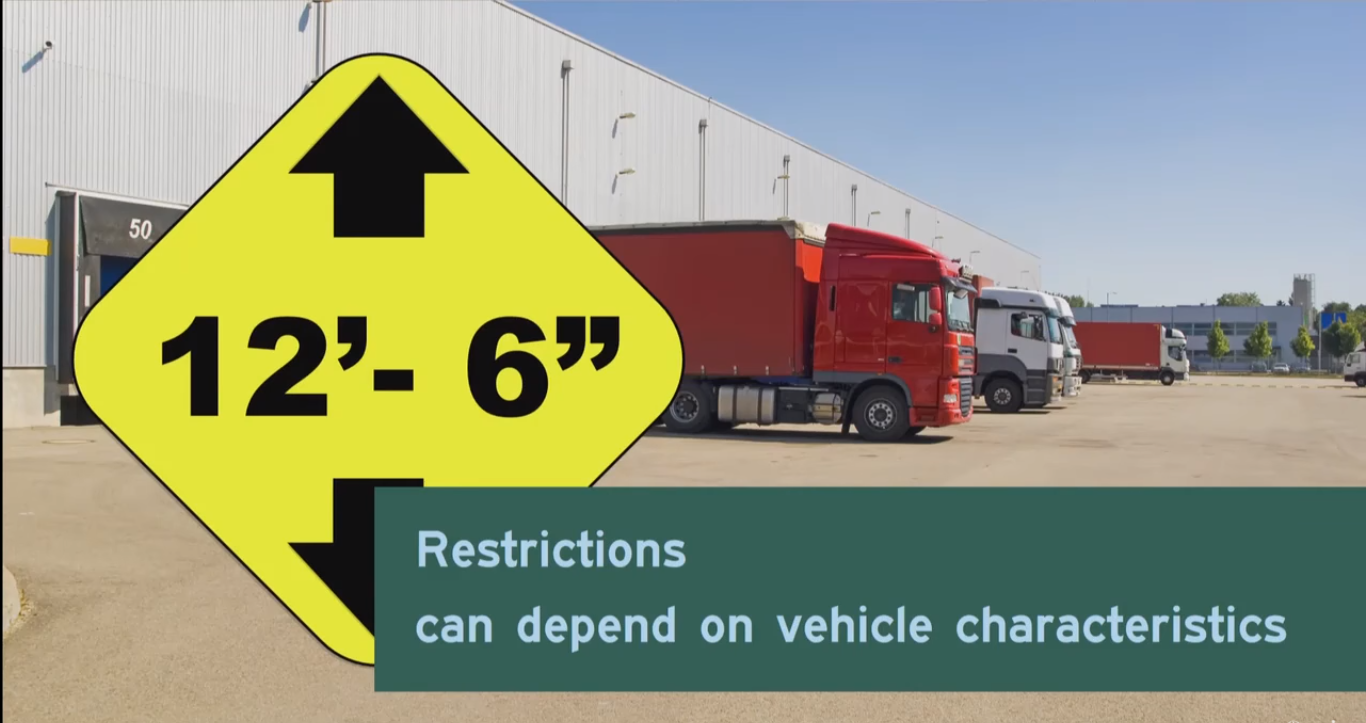 50
12’- 6”
Restrictions
can depend on vehicle characteristics